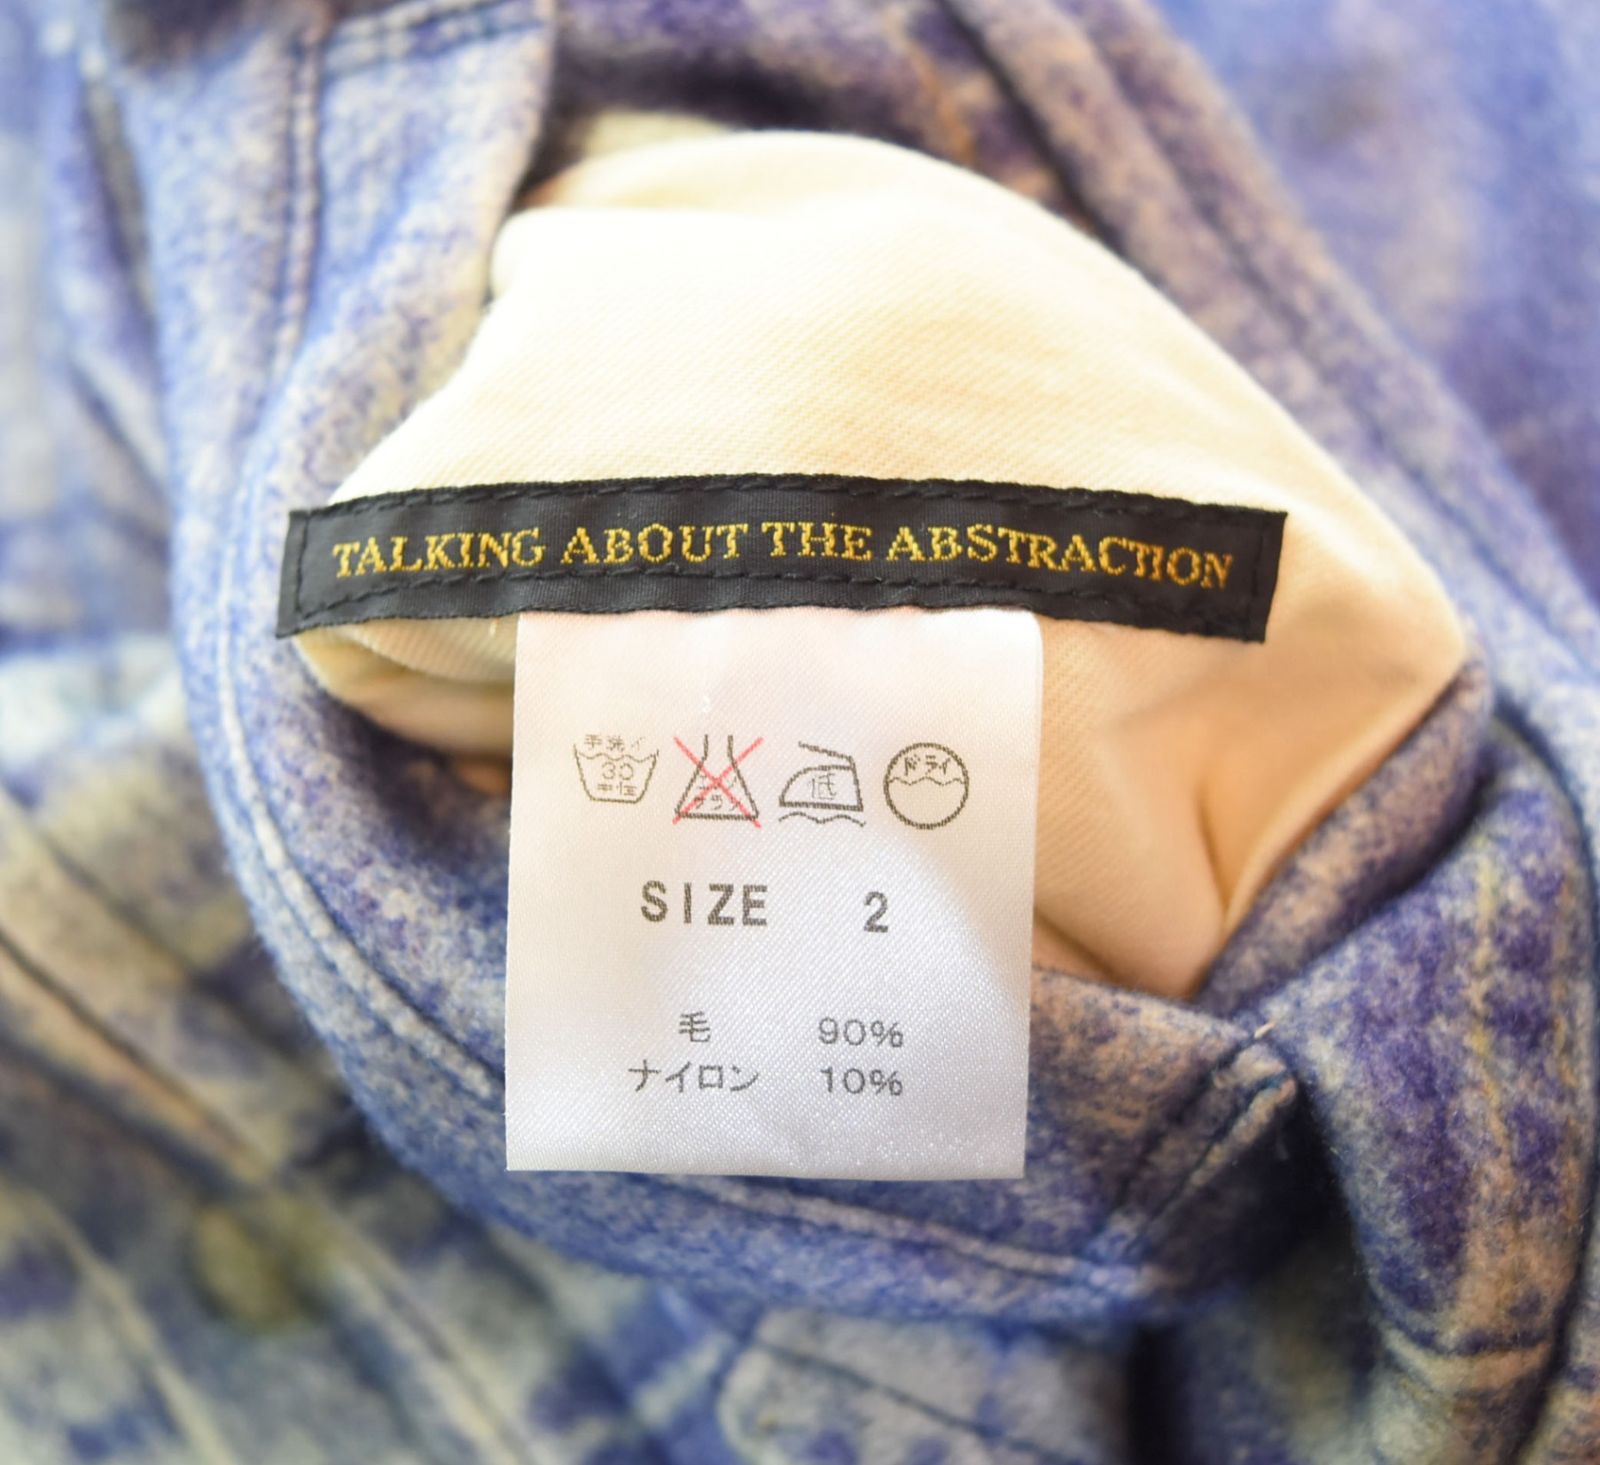 TALKING ABOUT THE ABSTRACTION
手洗イ
30
中性
低
ドライ
SIZE 2
毛 90%
ナイロン 10%